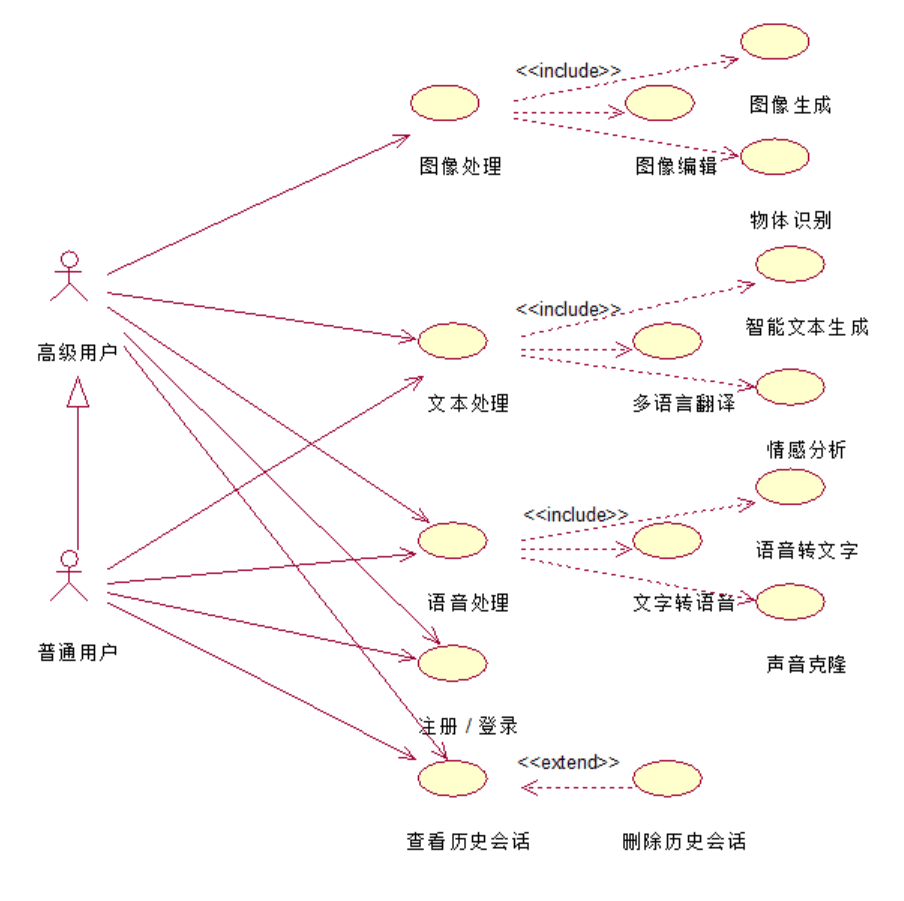 <<include>>
图像生成
图像处理
图像编辑
物体识别
高级用户
<<include>>
智能文本生成
文本处理
多语言翻译
情感分析
<<include>>
语音转文字
语音处理
文字转语音
普通用户
声音克隆
注册 / 登录
<<extend>>
查看历史会话
删除历史会话